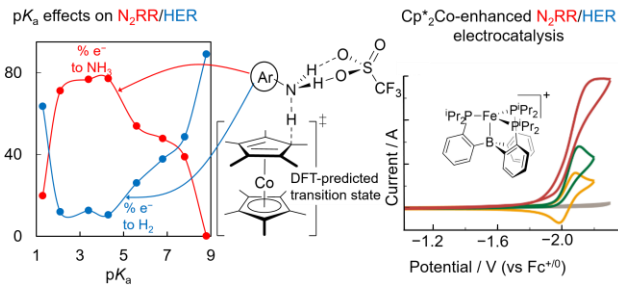 pKa effects on N2RR/HER
Cp*2Co-enhanced N2RR/HER
electrocatalysis
% e–
to NH3
% e–
to H2
80
40
0
1
3
5
7
9
pKa
Ar
N
H
H
H
O
O
S
O
CF3
‡
Co
DFT-predicted
transition state
Current / A
iPr2P
Fe
PiPr2
PiPr2
B
+
−1.2
−1.6
−2.0
Potential / V (vs Fc+/0)